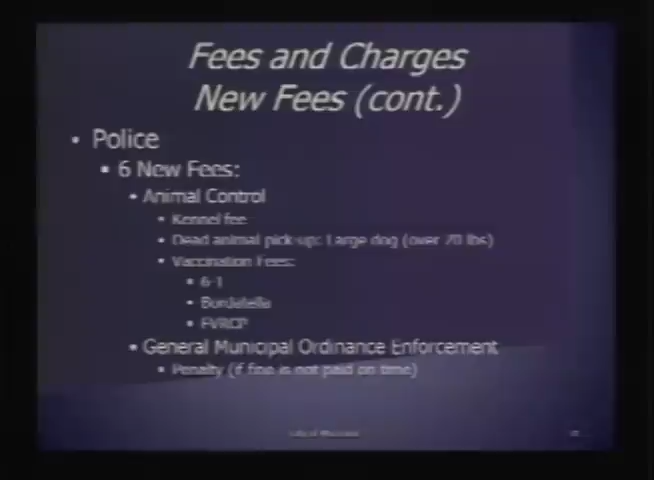 Fees and Charges
New Fees (cont.)
• Police
• 6 New Fees:
• Animal Control
• Kennel fee
• Dead animal pick-up: Large dog (over 70 lbs)
• Vaccination Fees:
• 6-1
• Bordatella
• FVRCP
• General Municipal Ordinance Enforcement
• Penalty (if fine is not paid on time)
City of